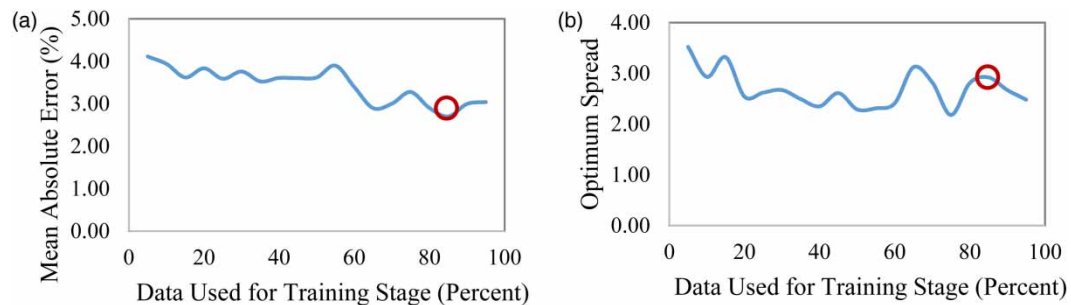 (a)
Mean Absolute Error (%)
5.00
4.00
3.00
2.00
1.00
0.00
0 20 40 60 80 100
Data Used for Training Stage (Percent)
(b)
Optimum Spread
4.00
3.00
2.00
1.00
0.00
0 20 40 60 80 100
Data Used for Training Stage (Percent)